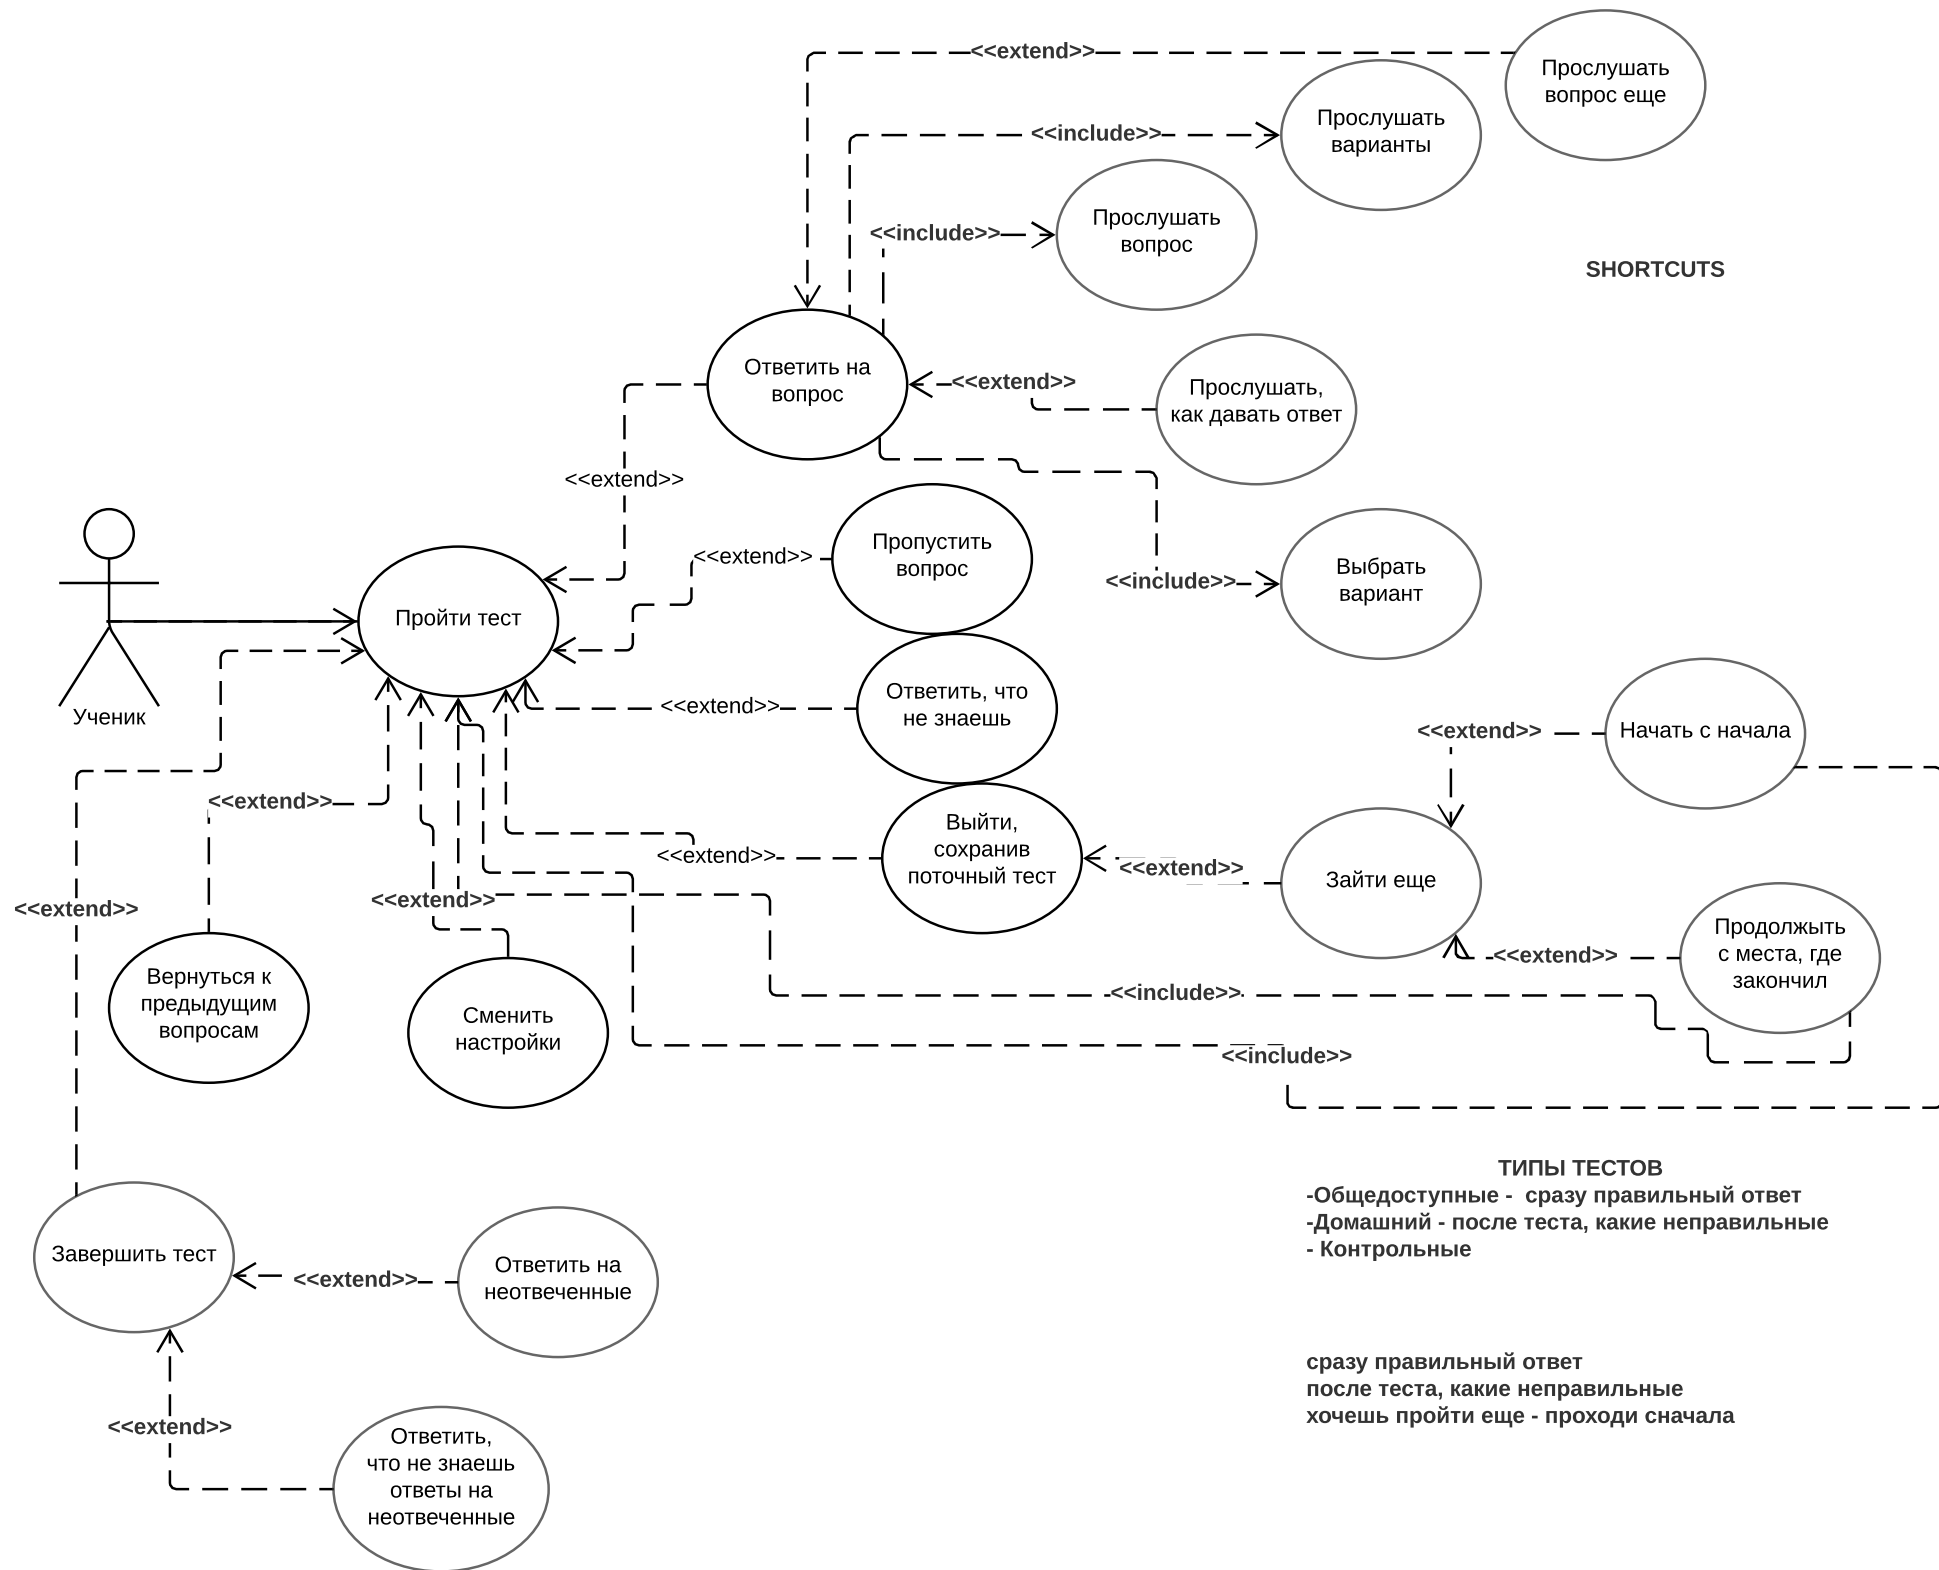 <<extend>>
Прослушать
вопрос еще
Прослушать
варианты
<<include>>
Прослушать
вопрос
<<include>>
SHORTCUTS
Ответить на
вопрос
<<extend>>
Прослушать,
как давать ответ
<<extend>>
Пропустить
вопрос
<<extend>>
Выбрать
вариант
<<include>>
Пройти тест
Ученик
Ответить, что
не знаешь
<<extend>>
<<extend>>
Начать с начала
<<extend>>
Выйти,
сохранив
поточный тест
<<extend>>
<<extend>>
Зайти еще
<<extend>>
<<extend>>
Продолжыть
с места, где
закончил
<<extend>>
Вернуться к
предыдущим
вопросам
<<include>>
Сменить
настройки
<<include>>
ТИПЫ ТЕСТОВ
-Общедоступные -  сразу правильный ответ
-Домашний - после теста, какие неправильные
- Контрольные
Завершить тест
<<extend>>
Ответить на
неотвеченные
сразу правильный ответ
после теста, какие неправильные
хочешь пройти еще - проходи сначала
<<extend>>
Ответить,
что не знаешь
ответы на
неотвеченные